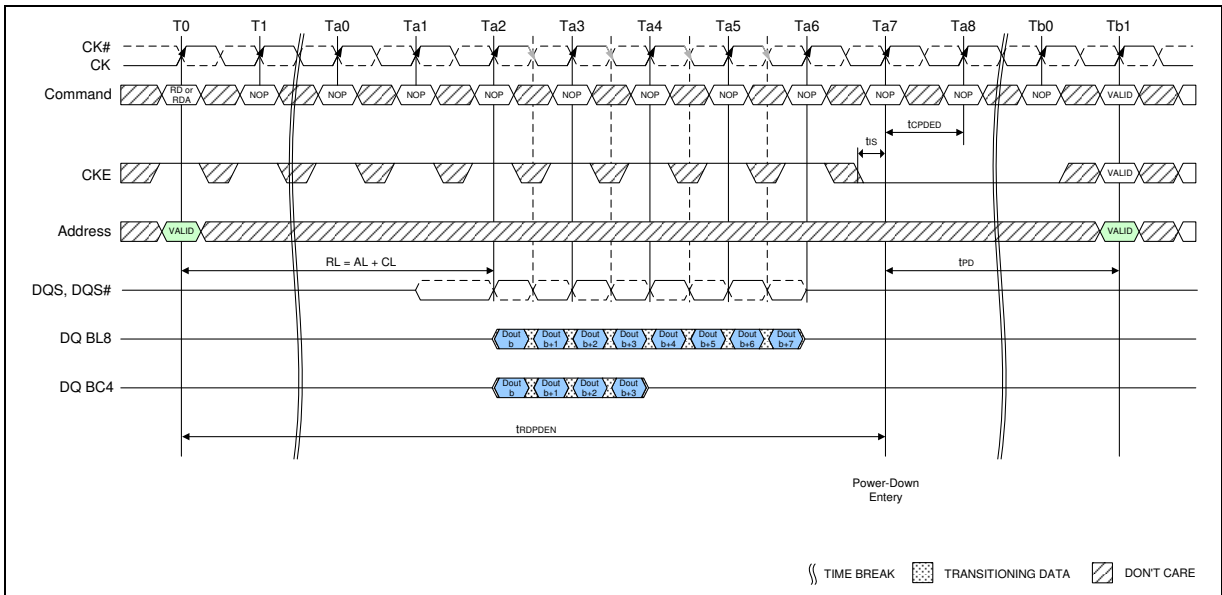 T0 T1 Ta0 Ta1 Ta2 Ta3 Ta4 Ta5 Ta6 Ta7 Ta8 Tb0 Tb1
CK#
CK
Command RD or RDA NOP NOP NOP NOP NOP NOP NOP NOP NOP NOP NOP VALID
tCPDED
tIS
CKE VALID
Address VALID VALID
RL = AL + CL tPD
DQS, DQS#
DQ BL8 Dout b Dout b+1 Dout b+2 Dout b+3 Dout b+4 Dout b+5 Dout b+6 Dout b+7
DQ BC4 Dout b Dout b+1 Dout b+2 Dout b+3
tRDPDEN
Power-Down
Entery
TIME BREAK TRANSITIONING DATA DON'T CARE